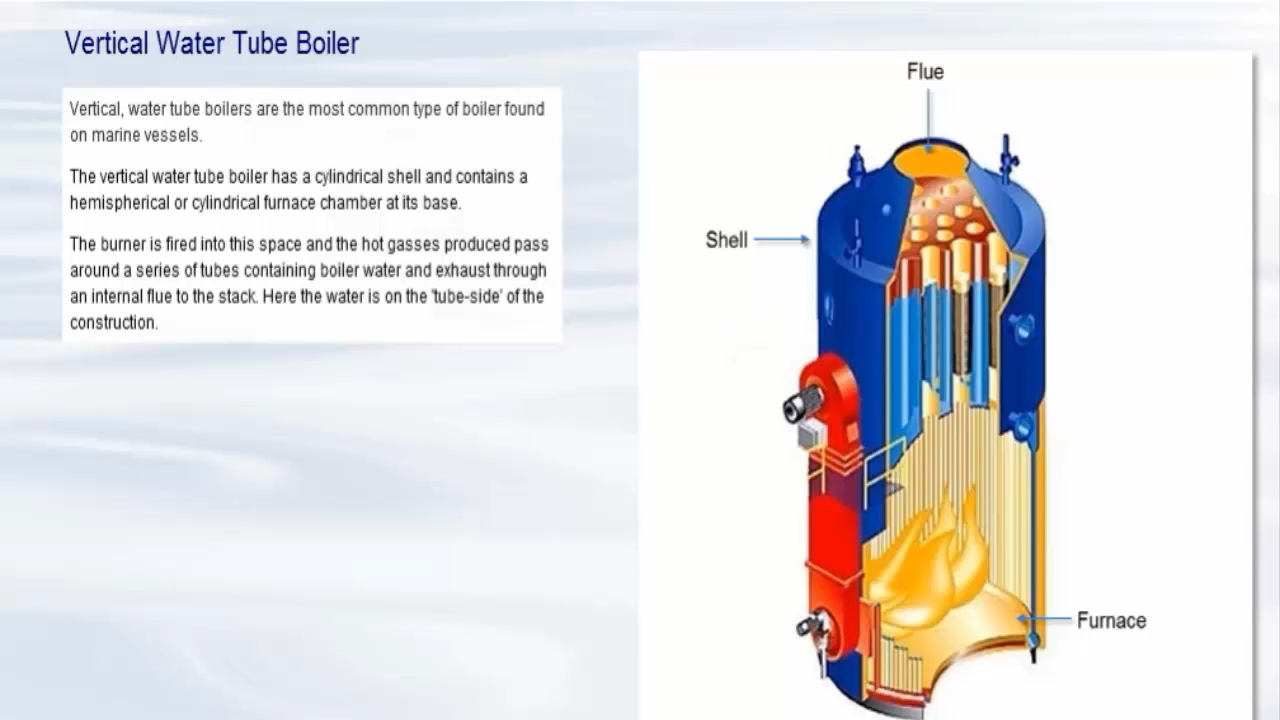 Vertical Water Tube Boiler
Vertical, water tube boilers are the most common type of boiler found
on marine vessels.
The vertical water tube boiler has a cylindrical shell and contains a
hemispherical or cylindrical furnace chamber at its base.
The burner is fired into this space and the hot gasses produced pass
around a series of tubes containing boiler water and exhaust through
an internal flue to the stack. Here the water is on the 'tube-side' of the
construction.
Flue
Shell
Furnace